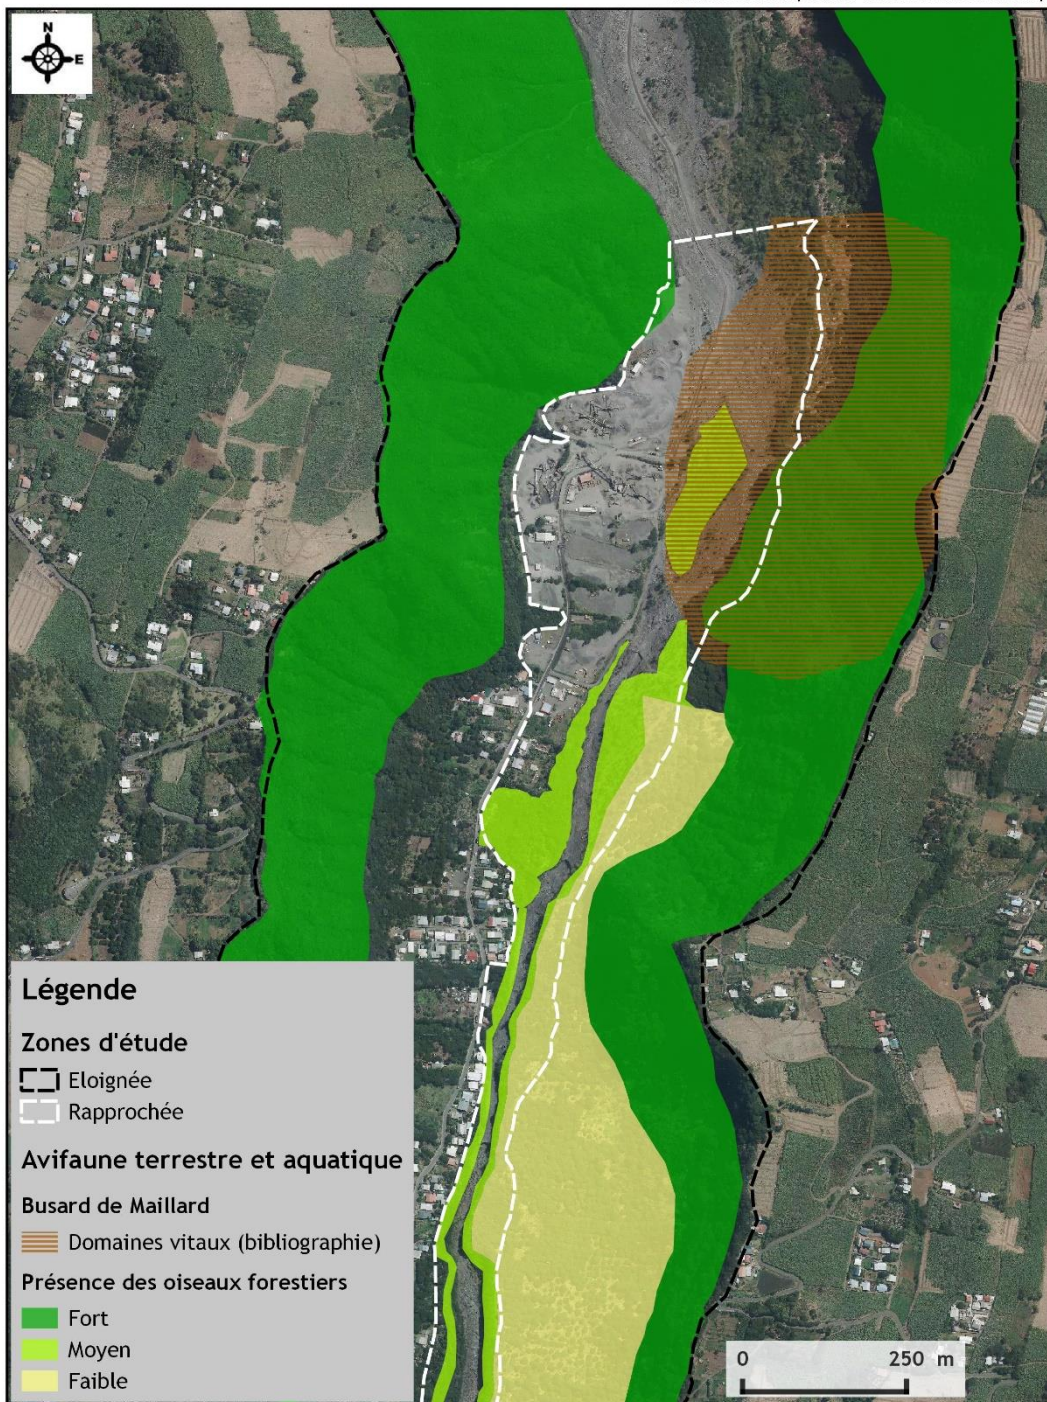 N
E
Légende
Zones d'étude
Eloignée
Rapprochée
Avifaune terrestre et aquatique
Busard de Maillard
Domaines vitaux (bibliographie)
Présence des oiseaux forestiers
Fort
Moyen
Faible
0 250 m